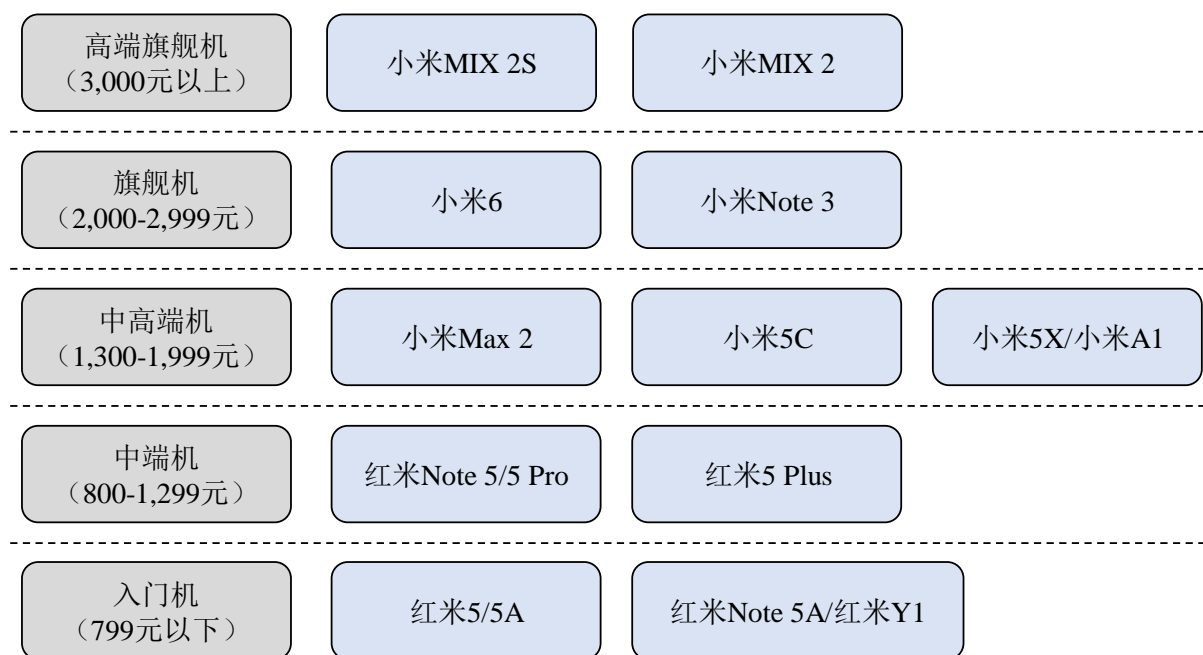 高端旗舰机
（3,000元以上）
小米MIX 2S
小米MIX 2
旗舰机
（2,000-2,999元）
小米6
小米Note 3
中高端机
（1,300-1,999元）
小米Max 2
小米5C
小米5X/小米A1
中端机
（800-1,299元）
红米Note 5/5 Pro
红米5 Plus
入门机
（799元以下）
红米5/5A
红米Note 5A/红米Y1